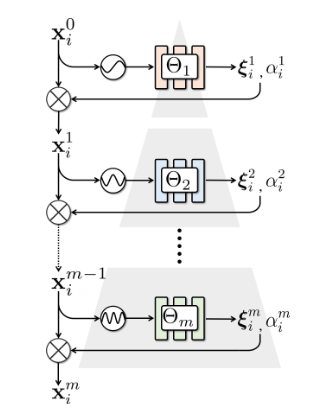 x_i^0
Θ_1 ξ_i^1, α_i^1
x_i^1
Θ_2 ξ_i^2, α_i^2
x_i^{m-1}
Θ_m ξ_i^m, α_i^m
x_i^m